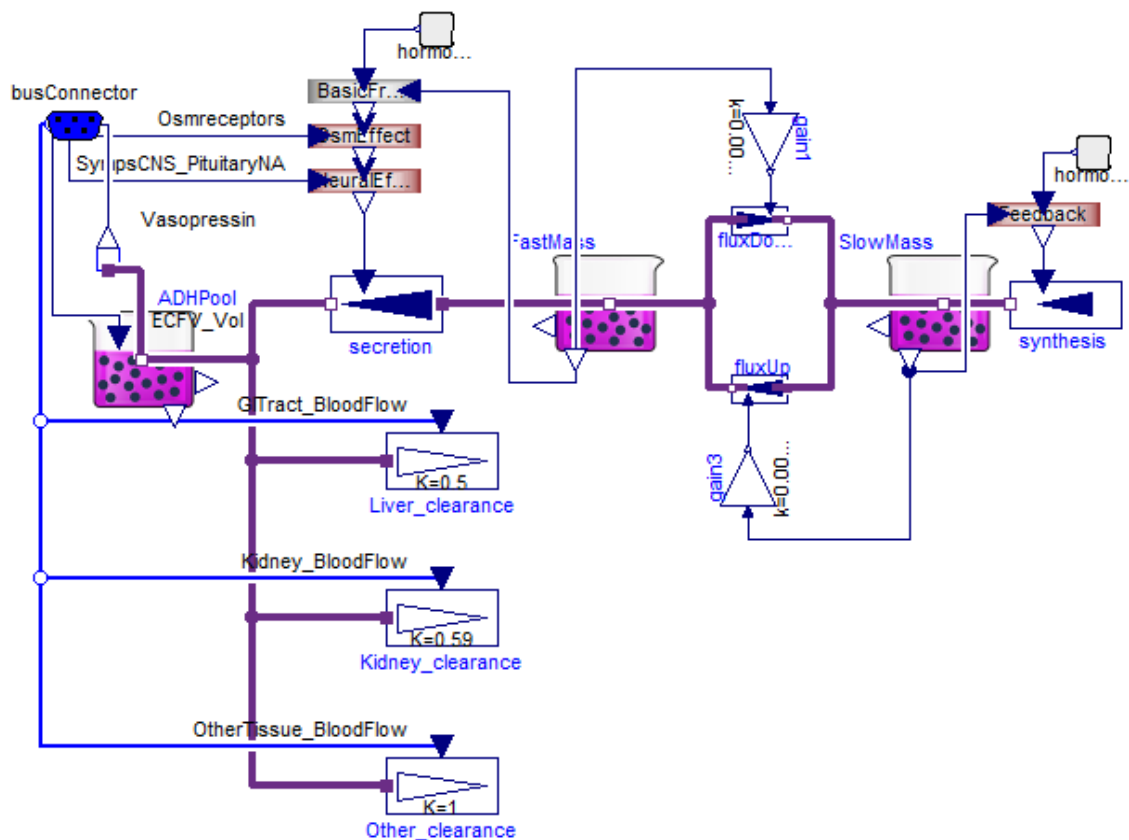 hormo...
busConnector
BasicFr...
k=0.00...
gain1
Osmreceptors
OsmEffect
SympsCNS_PituitaryNA
NeuralEf...
hormo...
Feedback
Vasopressin
FastMass
fluxDo...
SlowMass
ADHPool
ECFV_Vol
secretion
synthesis
fluxUp
GITract_BloodFlow
gain3
k=0.00...
K=0.5
Liver_clearance
Kidney_BloodFlow
K=0.59
Kidney_clearance
OtherTissue_BloodFlow
K=1
Other_clearance